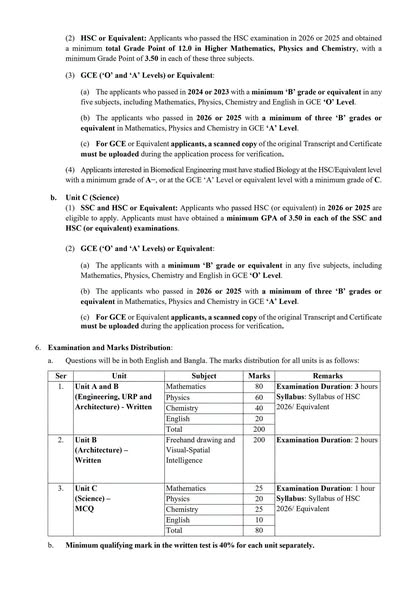 (2) HSC or Equivalent: Applicants who passed the HSC examination in 2026 or 2025 and obtained
a minimum total Grade Point of 12.0 in Higher Mathematics, Physics and Chemistry, with a
minimum Grade Point of 3.50 in each of these three subjects.
(3) GCE ('O' and 'A' Levels) or Equivalent:
(a) The applicants who passed in 2024 or 2023 with a minimum 'B' grade or equivalent in any
five subjects, including Mathematics, Physics, Chemistry and English in GCE 'O' Level.
(b) The applicants who passed in 2026 or 2025 with a minimum of three 'B' grades or
equivalent in Mathematics, Physics and Chemistry in GCE 'A' Level.
(c) For GCE or Equivalent applicants, a scanned copy of the original Transcript and Certificate
must be uploaded during the application process for verification.
(4) Applicants interested in Biomedical Engineering must have studied Biology at the HSC/Equivalent level
with a minimum grade of A−, or at the GCE 'A' Level or equivalent level with a minimum grade of C.
b. Unit C (Science)
(1) SSC and HSC or Equivalent: Applicants who passed HSC (or equivalent) in 2026 or 2025 are
eligible to apply. Applicants must have obtained a minimum GPA of 3.50 in each of the SSC and
HSC (or equivalent) examinations.
(2) GCE ('O' and 'A' Levels) or Equivalent:
(a) The applicants with a minimum 'B' grade or equivalent in any five subjects, including
Mathematics, Physics, Chemistry and English in GCE 'O' Level.
(b) The applicants who passed in 2026 or 2025 with a minimum of three 'B' grades or
equivalent in Mathematics, Physics and Chemistry in GCE 'A' Level.
(c) For GCE or Equivalent applicants, a scanned copy of the original Transcript and Certificate
must be uploaded during the application process for verification.
6. Examination and Marks Distribution:
a. Questions will be in both English and Bangla. The marks distribution for all units is as follows:
Ser Unit Subject Marks Remarks
1. Unit A and B Mathematics 80 Examination Duration: 3 hours
(Engineering, URP and Physics 60 Syllabus: Syllabus of HSC
Architecture) - Written Chemistry 40 2026/ Equivalent
English 20
Total 200
2. Unit B Freehand drawing and 200 Examination Duration: 2 hours
(Architecture) – Visual-Spatial
Written Intelligence
3. Unit C Mathematics 25 Examination Duration: 1 hour
(Science) – Physics 20 Syllabus: Syllabus of HSC
MCQ Chemistry 25 2026/ Equivalent
English 10
Total 80
b. Minimum qualifying mark in the written test is 40% for each unit separately.